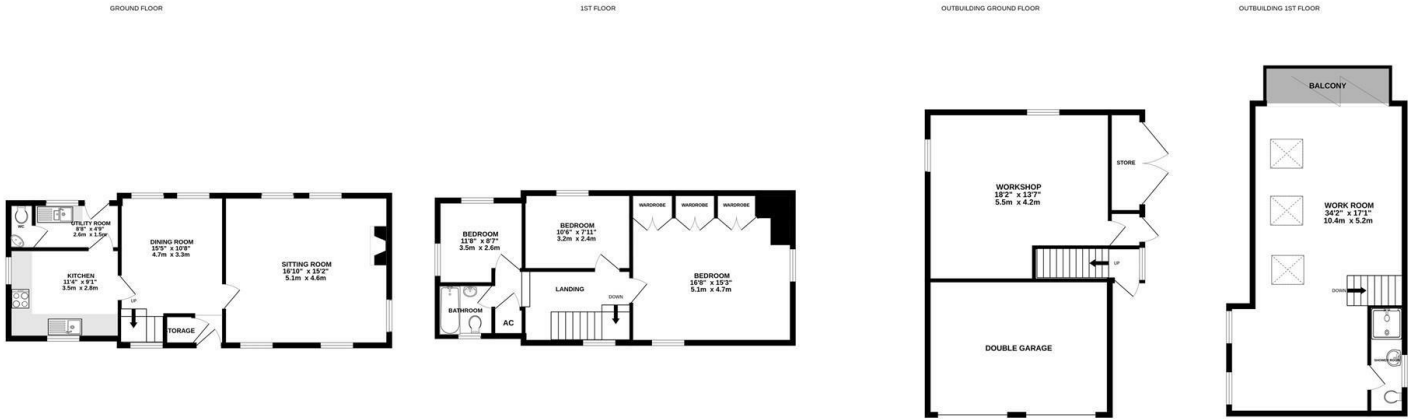 GROUND FLOOR
WC
UTILITY ROOM
8'8" x 4'9"
2.6m x 1.5m
KITCHEN
11'4" x 9'1"
3.5m x 2.8m
DINING ROOM
15'5" x 10'8"
4.7m x 3.3m
UP
TORAGE
SITTING ROOM
16'10" x 15'2"
5.1m x 4.6m
1ST FLOOR
BEDROOM
11'8" x 8'7"
3.5m x 2.6m
BEDROOM
10'6" x 7'11"
3.2m x 2.4m
WARDROBE
WARDROBE
WARDROBE
BATHROOM
AC
LANDING
DOWN
BEDROOM
16'8" x 15'3"
5.1m x 4.7m
OUTBUILDING GROUND FLOOR
WORKSHOP
18'2" x 13'7"
5.5m x 4.2m
STORE
UP
DOUBLE GARAGE
OUTBUILDING 1ST FLOOR
BALCONY
WORK ROOM
34'2" x 17'1"
10.4m x 5.2m
DOWN
SHOWER ROOM